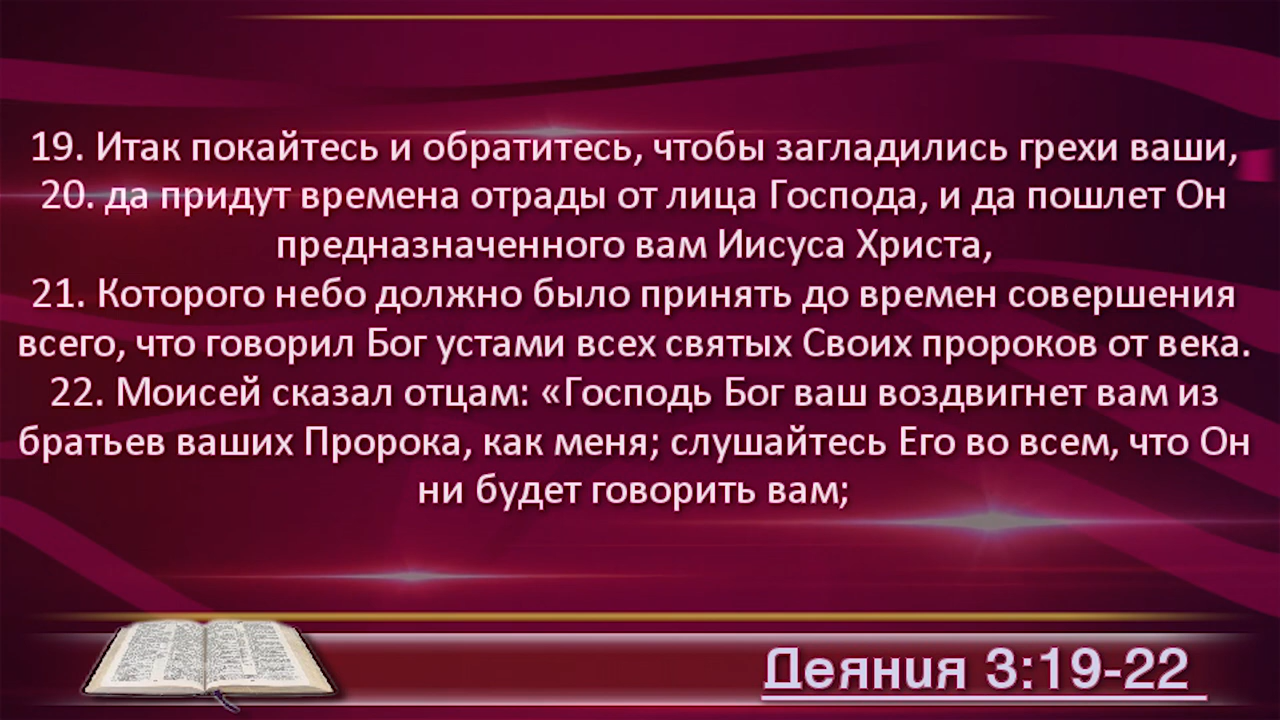 19. Итак покайтесь и обратитесь, чтобы загладились грехи ваши,
20. да придут времена отрады от лица Господа, и да пошлет Он
предназначенного вам Иисуса Христа,
21. Которого небо должно было принять до времен совершения
всего, что говорил Бог устами всех святых Своих пророков от века.
22. Моисей сказал отцам: «Господь Бог ваш воздвигнет вам из
братьев ваших Пророка, как меня; слушайтесь Его во всем, что Он
ни будет говорить вам;
Деяния 3:19-22